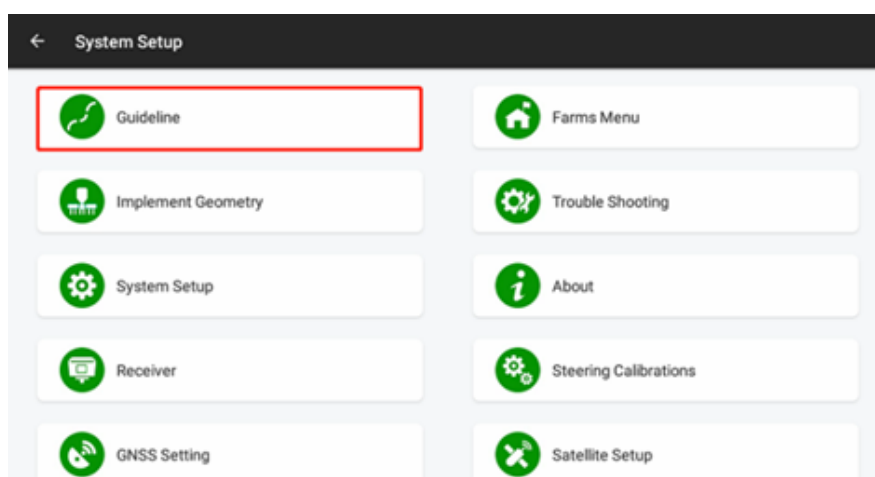 System Setup
Guideline
Farms Menu
Implement Geometry
Trouble Shooting
System Setup
About
Receiver
Steering Calibrations
GNSS Setting
Satellite Setup